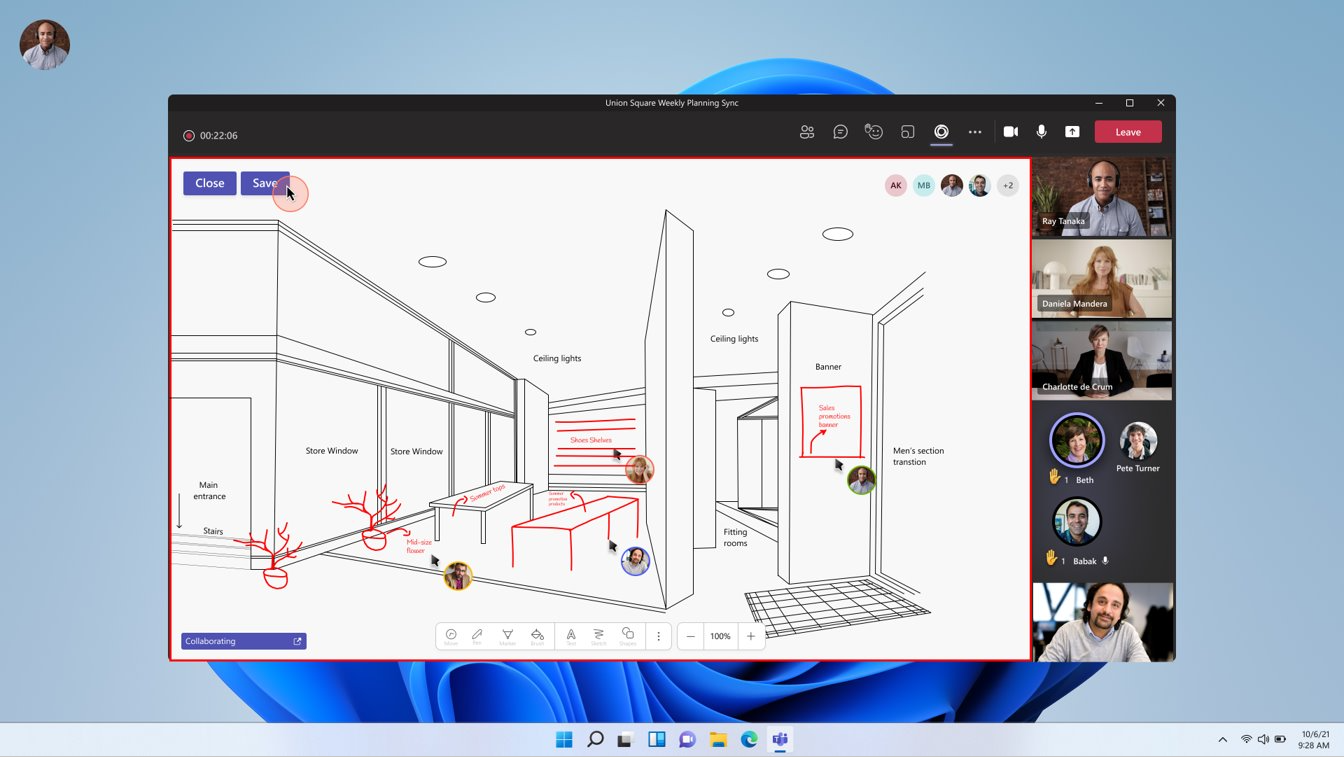 Union Square Weekly Planning Sync
00:22:06
Leave
Close
Save
AK
MB
+2
Ray Tanaka
Daniela Mandera
Charlotte de Crum
1 Beth
Pete Turner
1 Babak
Ceiling lights
Ceiling lights
Banner
Sales
promotions
banner
Shoes Shelves
Store Window
Store Window
Men's section
transtion
Main
entrance
Stairs
Summer tops
Summer
promotion
products
Mid-size
flower
Fitting
rooms
Collaborating
100%
10/6/21
9:28 AM